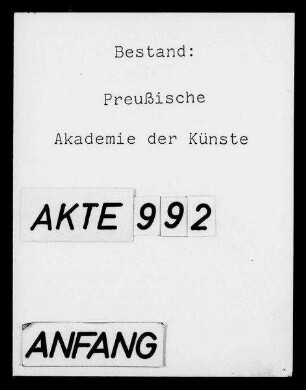 Bestand:
Preußische
Akademie der Künste
AKTE 992
ANFANG